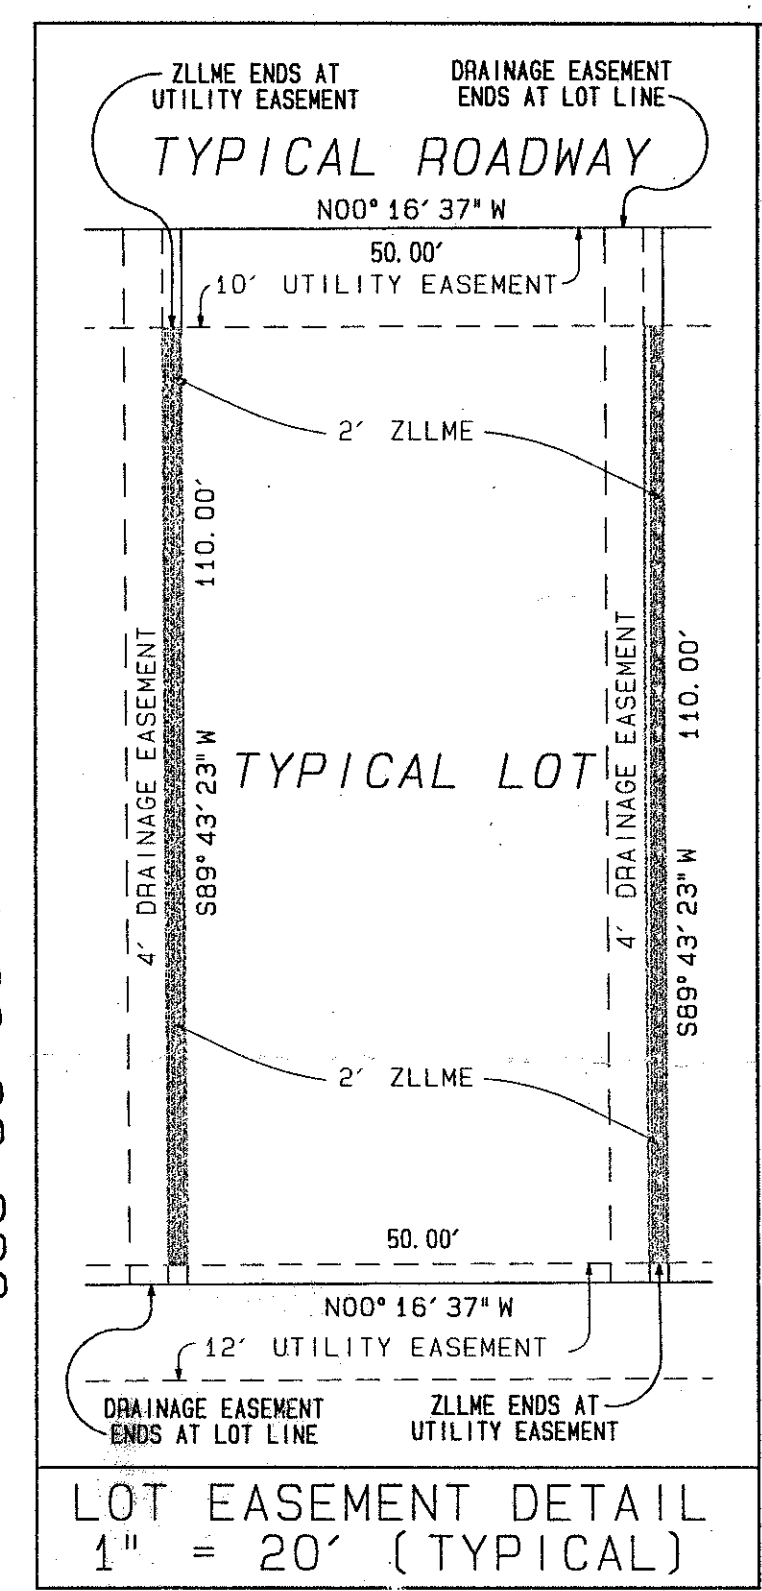 ZLLME ENDS AT
UTILITY EASEMENT
DRAINAGE EASEMENT
ENDS AT LOT LINE
TYPICAL ROADWAY
N00° 16′ 37" W
50.00′
10′ UTILITY EASEMENT
2′ ZLLME
110.00′
S89° 43′ 23" W
4′ DRAINAGE EASEMENT
TYPICAL LOT
4′ DRAINAGE EASEMENT
110.00′
S89° 43′ 23" W
2′ ZLLME
50.00′
N00° 16′ 37" W
12′ UTILITY EASEMENT
DRAINAGE EASEMENT
ENDS AT LOT LINE
ZLLME ENDS AT
UTILITY EASEMENT
LOT EASEMENT DETAIL
1" = 20′ (TYPICAL)